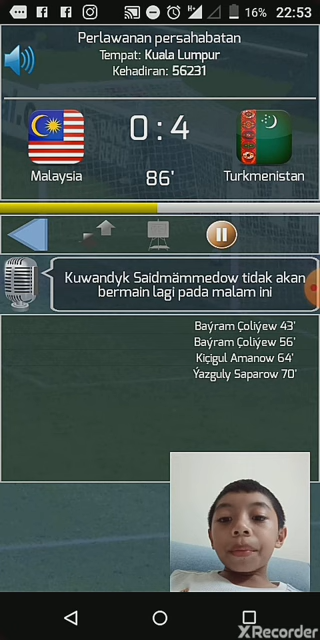 16% 22:53
Perlawanan persahabatan
Tempat: Kuala Lumpur
Kehadiran: 56231
0 : 4
Malaysia
86'
Turkmenistan
Kuwandyk Saidmämmedow tidak akan
bermain lagi pada malam ini
Baýram Çoliýew 43'
Baýram Çoliýew 56'
Kiçigul Amanow 64'
Ýazguly Saparow 70'
XRecorder